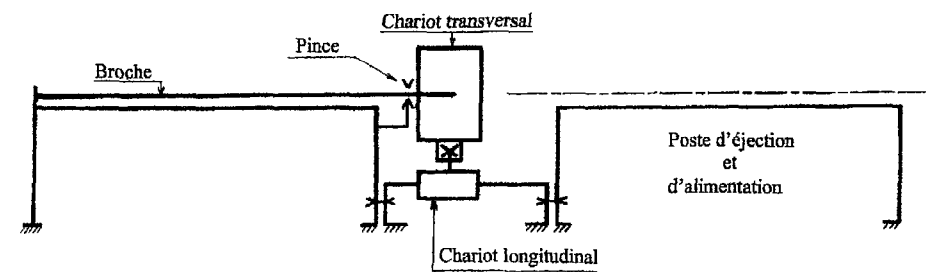 Chariot transversal
Pince
Broche
Poste d'éjection
et
d'alimentation
Chariot longitudinal